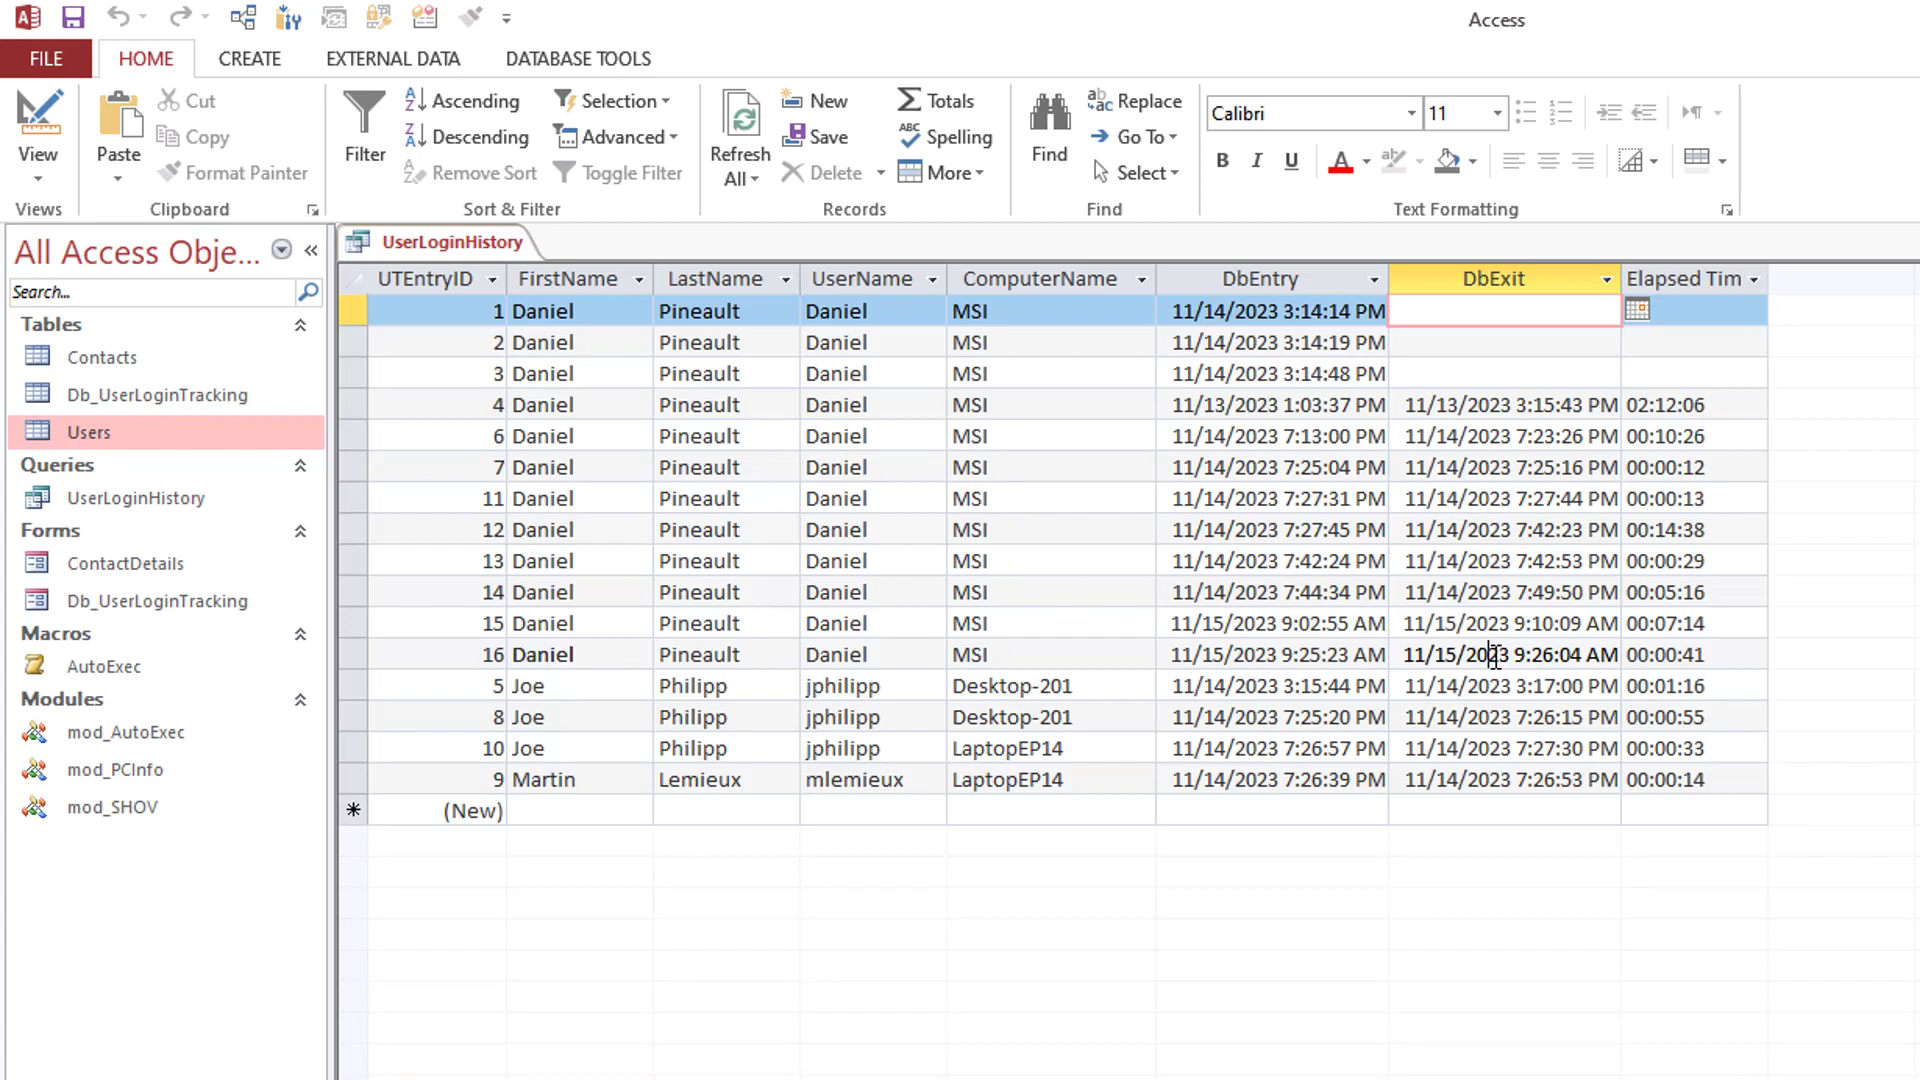 Access
FILE HOME CREATE EXTERNAL DATA DATABASE TOOLS
View
Views
Paste
Cut
Copy
Format Painter
Clipboard
Filter
Ascending
Descending
Remove Sort
Selection
Advanced
Toggle Filter
Sort & Filter
Refresh
All
New
Save
Delete
Totals
Spelling
More
Records
Find
Replace
Go To
Select
Find
Calibri 11
B I U A
Text Formatting
All Access Obje...
Search...
Tables
Contacts
Db_UserLoginTracking
Users
Queries
UserLoginHistory
Forms
ContactDetails
Db_UserLoginTracking
Macros
AutoExec
Modules
mod_AutoExec
mod_PCInfo
mod_SHOV
UserLoginHistory
UTEntryID FirstName LastName UserName ComputerName DbEntry DbExit Elapsed Tim
1 Daniel Pineault Daniel MSI 11/14/2023 3:14:14 PM
2 Daniel Pineault Daniel MSI 11/14/2023 3:14:19 PM
3 Daniel Pineault Daniel MSI 11/14/2023 3:14:48 PM
4 Daniel Pineault Daniel MSI 11/13/2023 1:03:37 PM 11/13/2023 3:15:43 PM 02:12:06
6 Daniel Pineault Daniel MSI 11/14/2023 7:13:00 PM 11/14/2023 7:23:26 PM 00:10:26
7 Daniel Pineault Daniel MSI 11/14/2023 7:25:04 PM 11/14/2023 7:25:16 PM 00:00:12
11 Daniel Pineault Daniel MSI 11/14/2023 7:27:31 PM 11/14/2023 7:27:44 PM 00:00:13
12 Daniel Pineault Daniel MSI 11/14/2023 7:27:45 PM 11/14/2023 7:42:23 PM 00:14:38
13 Daniel Pineault Daniel MSI 11/14/2023 7:42:24 PM 11/14/2023 7:42:53 PM 00:00:29
14 Daniel Pineault Daniel MSI 11/14/2023 7:44:34 PM 11/14/2023 7:49:50 PM 00:05:16
15 Daniel Pineault Daniel MSI 11/15/2023 9:02:55 AM 11/15/2023 9:10:09 AM 00:07:14
16 Daniel Pineault Daniel MSI 11/15/2023 9:25:23 AM 11/15/2023 9:26:04 AM 00:00:41
5 Joe Philipp jphilipp Desktop-201 11/14/2023 3:15:44 PM 11/14/2023 3:17:00 PM 00:01:16
8 Joe Philipp jphilipp Desktop-201 11/14/2023 7:25:20 PM 11/14/2023 7:26:15 PM 00:00:55
10 Joe Philipp jphilipp LaptopEP14 11/14/2023 7:26:57 PM 11/14/2023 7:27:30 PM 00:00:33
9 Martin Lemieux mlemieux LaptopEP14 11/14/2023 7:26:39 PM 11/14/2023 7:26:53 PM 00:00:14
* (New)